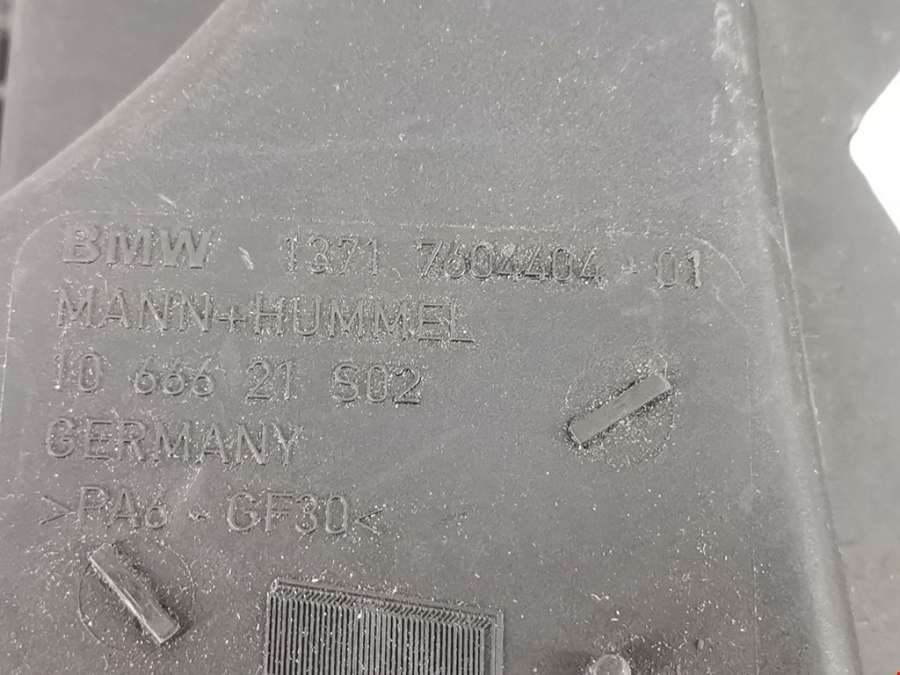 BMW 1371 7604404-01
MANN+HUMMEL
10 666 21 S02
GERMANY
>PA6-GF30<